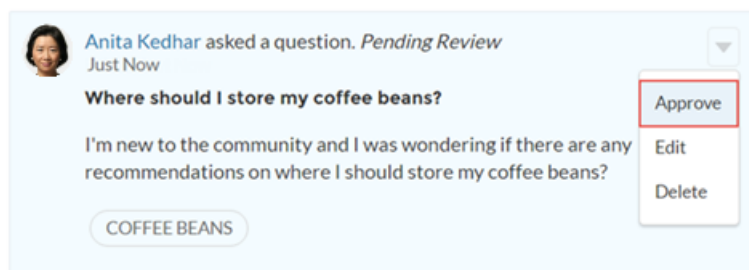 Anita Kedhar asked a question. Pending Review
Just Now
Where should I store my coffee beans?
I'm new to the community and I was wondering if there are any
recommendations on where I should store my coffee beans?
COFFEE BEANS
Approve
Edit
Delete